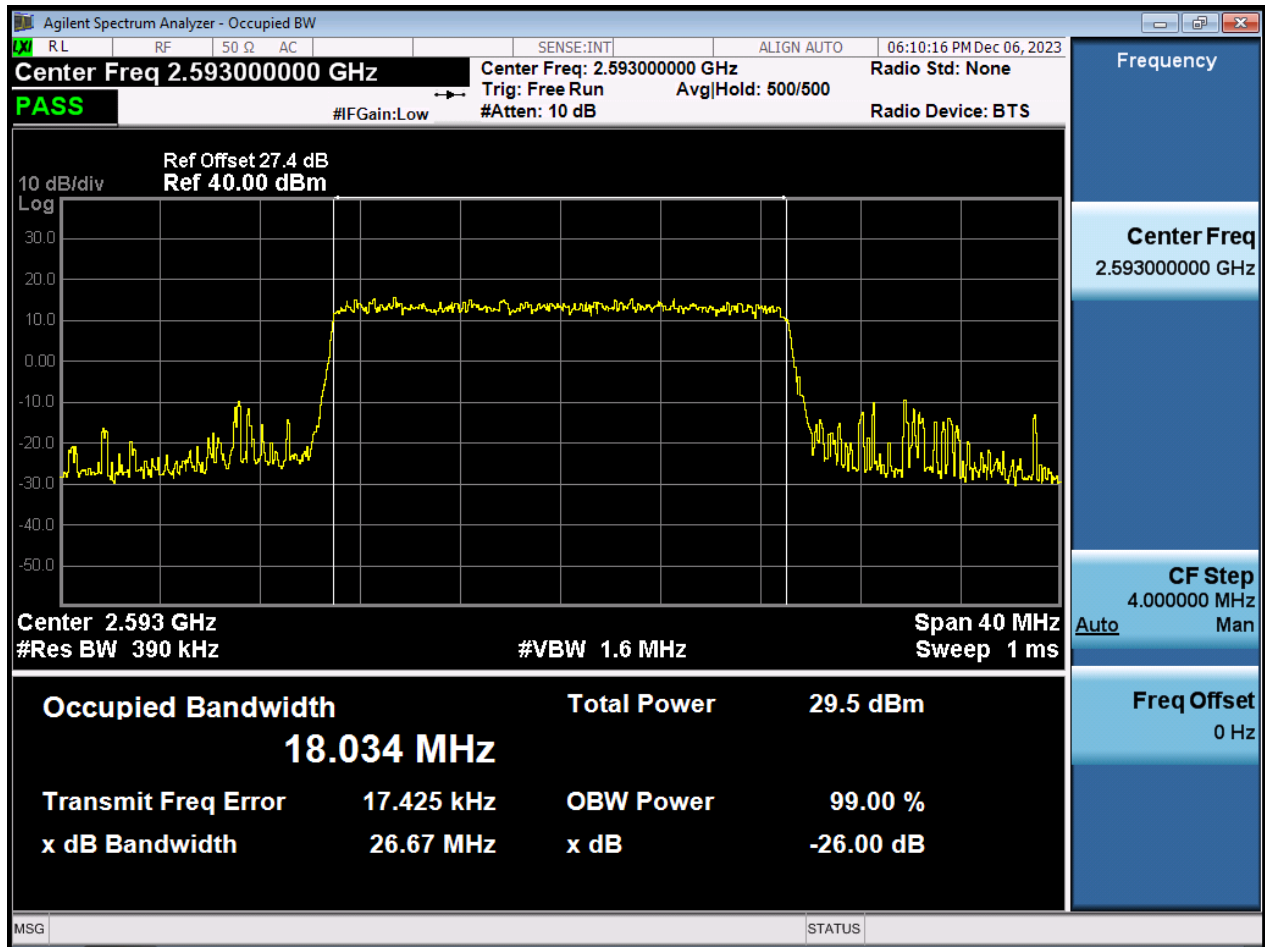 Agilent Spectrum Analyzer - Occupied BW
LXI RL RF 50 Ω AC SENSE:INT ALIGN AUTO 06:10:16 PM Dec 06, 2023
Center Freq 2.593000000 GHz
Center Freq: 2.593000000 GHz
Radio Std: None
Trig: Free Run Avg|Hold: 500/500
PASS
#IFGain:Low
#Atten: 10 dB
Radio Device: BTS
Ref Offset 27.4 dB
10 dB/div Ref 40.00 dBm
Log
30.0
20.0
10.0
0.00
-10.0
-20.0
-30.0
-40.0
-50.0
Center 2.593 GHz Span 40 MHz
#Res BW 390 kHz #VBW 1.6 MHz Sweep 1 ms
Occupied Bandwidth Total Power 29.5 dBm
18.034 MHz
Transmit Freq Error 17.425 kHz OBW Power 99.00 %
x dB Bandwidth 26.67 MHz x dB -26.00 dB
MSG STATUS
Frequency
Center Freq
2.593000000 GHz
CF Step
4.000000 MHz
Auto Man
Freq Offset
0 Hz